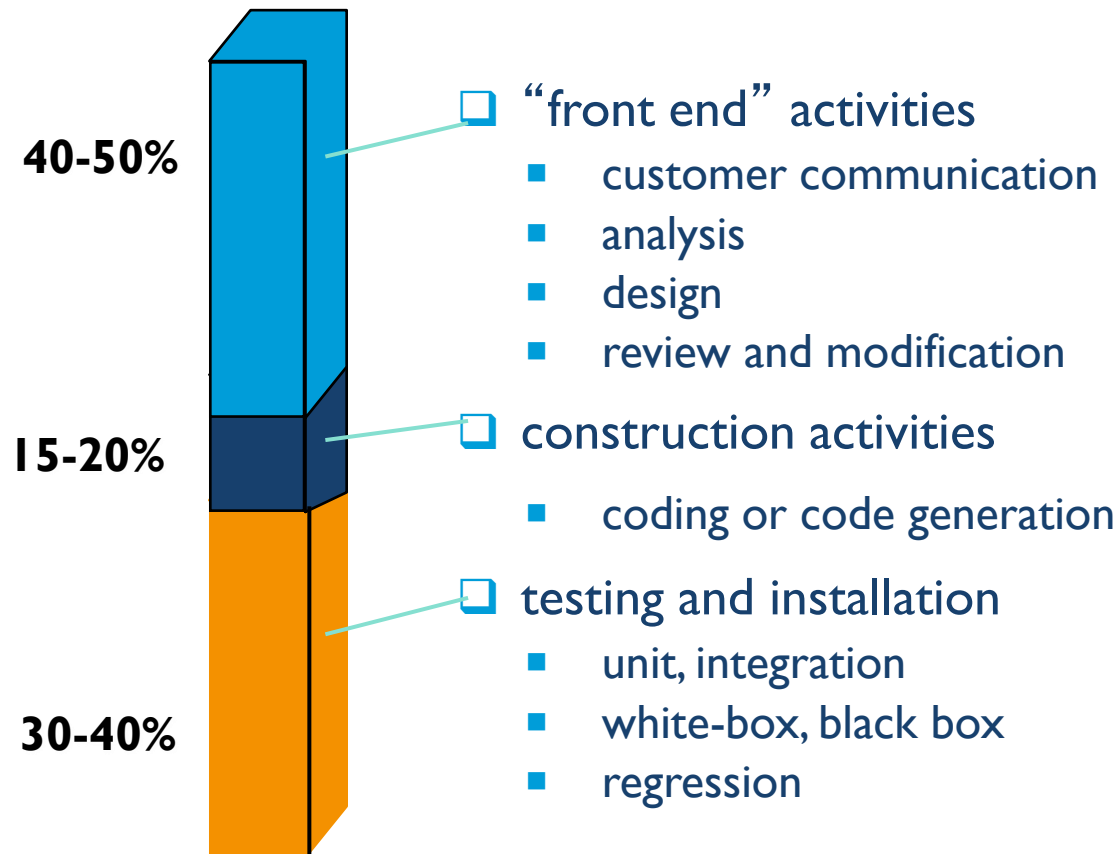 40-50%
“front end” activities
customer communication
analysis
design
review and modification
15-20%
construction activities
coding or code generation
30-40%
testing and installation
unit, integration
white-box, black box
regression